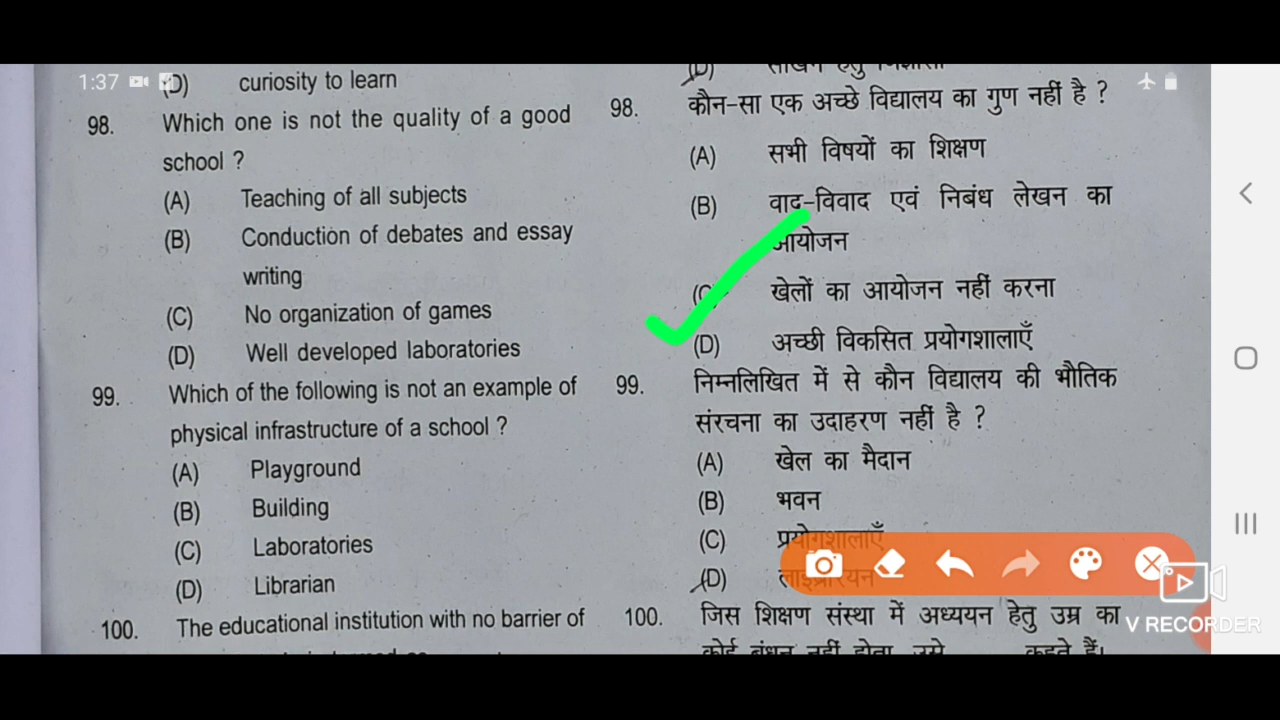 1:37
(D) curiosity to learn
98. Which one is not the quality of a good
school ?
(A) Teaching of all subjects
(B) Conduction of debates and essay
writing
(C) No organization of games
(D) Well developed laboratories
99. Which of the following is not an example of
physical infrastructure of a school ?
(A) Playground
(B) Building
(C) Laboratories
(D) Librarian
100. The educational institution with no barrier of
(D)
98. कौन-सा एक अच्छे विद्यालय का गुण नहीं है ?
(A) सभी विषयों का शिक्षण
(B) वाद-विवाद एवं निबंध लेखन का
आयोजन
(C) खेलों का आयोजन नहीं करना
(D) अच्छी विकसित प्रयोगशालाएँ
99. निम्नलिखित में से कौन विद्यालय की भौतिक
संरचना का उदाहरण नहीं है ?
(A) खेल का मैदान
(B) भवन
(C) प्रयोगशालाएँ
(D) लाइब्रेरियन
100. जिस शिक्षण संस्था में अध्ययन हेतु उम्र का
कोई बंधन नहीं होता उसे कहते हैं।
V RECORDER